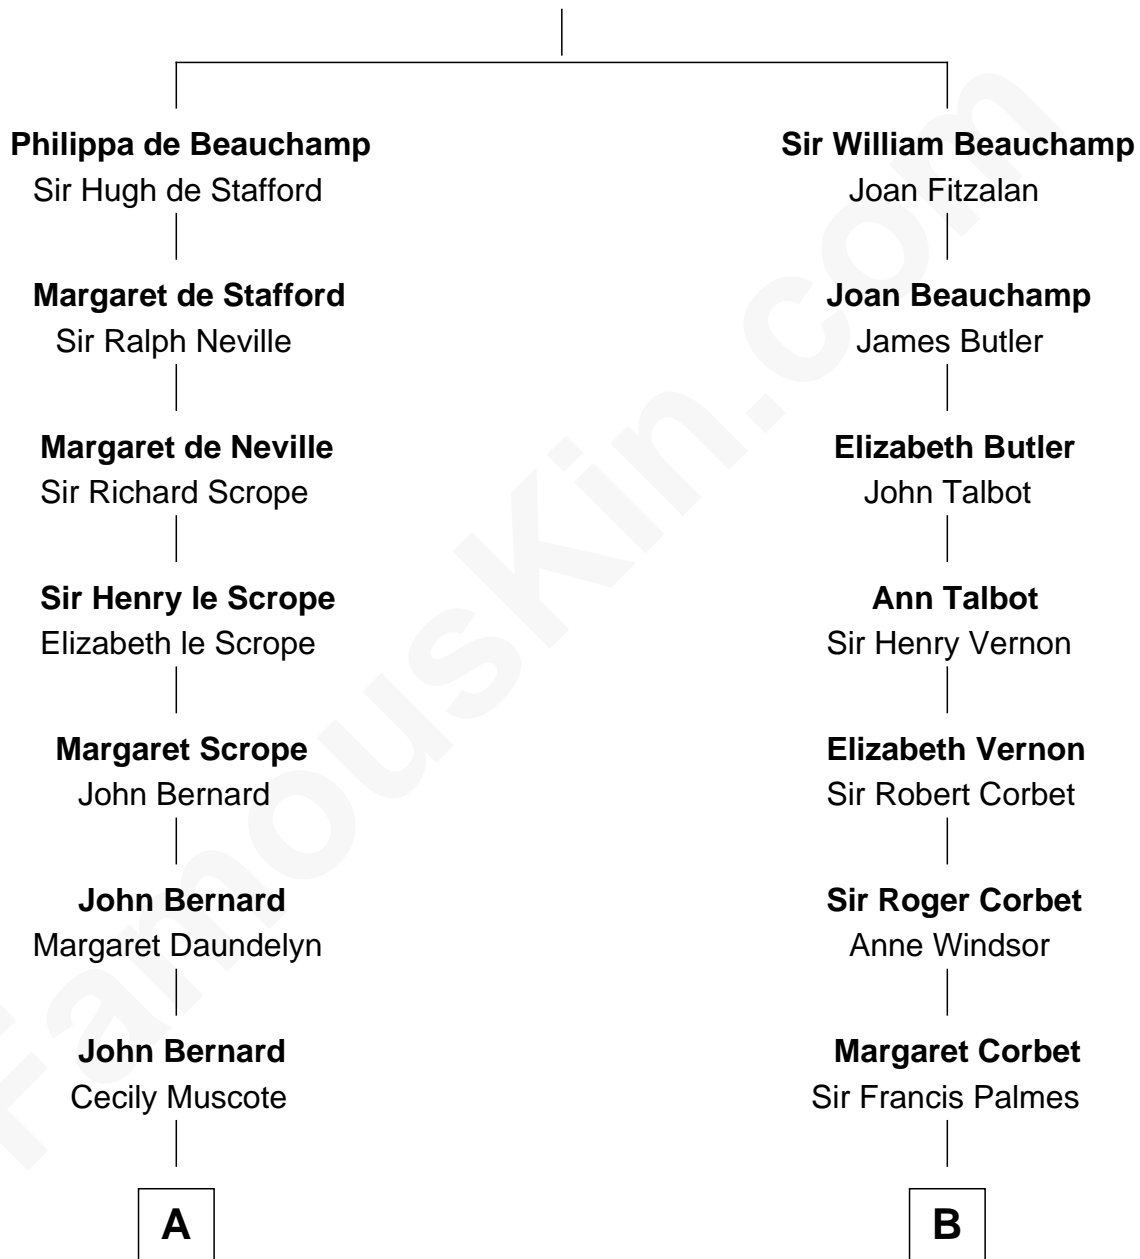 Philippa de Beauchamp
Sir Hugh de Stafford
Margaret de Stafford
Sir Ralph Neville
Margaret de Neville
Sir Richard Scrope
Sir Henry le Scrope
Elizabeth le Scrope
Margaret Scrope
John Bernard
John Bernard
Margaret Daundelyn
John Bernard
Cecily Muscote
A
Sir William Beauchamp
Joan Fitzalan
Joan Beauchamp
James Butler
Elizabeth Butler
John Talbot
Ann Talbot
Sir Henry Vernon
Elizabeth Vernon
Sir Robert Corbet
Sir Roger Corbet
Anne Windsor
Margaret Corbet
Sir Francis Palmes
B
FamousKin.com